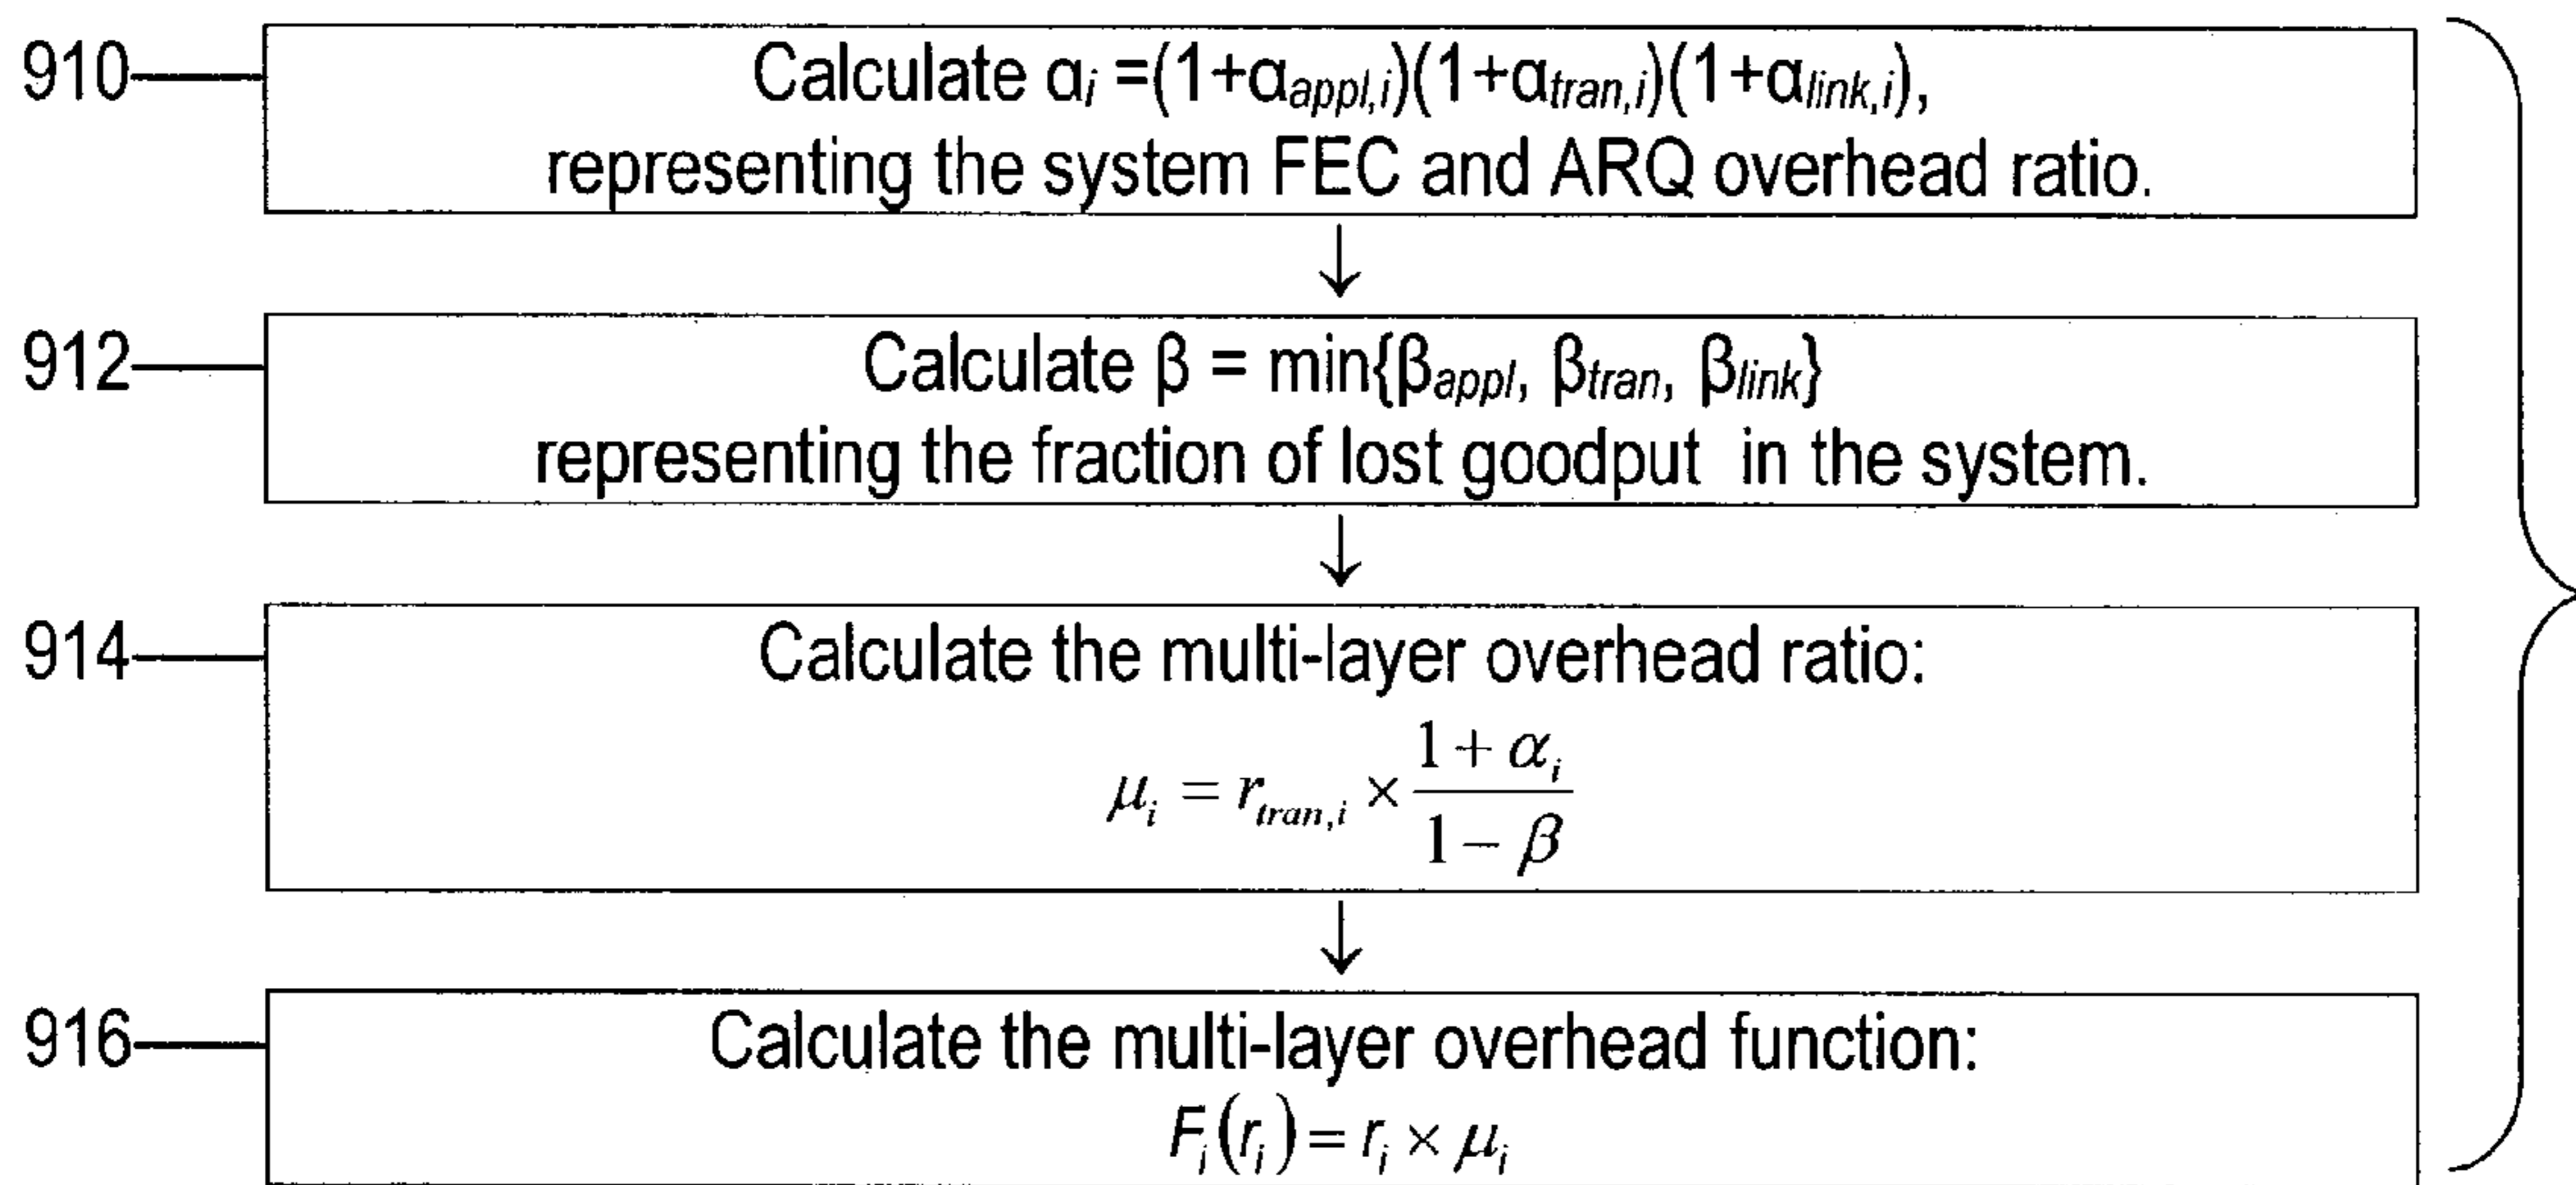 910
Calculate αi =(1+αappl,i)(1+αtran,i)(1+αlink,i),
representing the system FEC and ARQ overhead ratio.
912
Calculate β = min{βappl, βtran, βlink}
representing the fraction of lost goodput in the system.
914
Calculate the multi-layer overhead ratio:
μi = rtran,i × (1 + αi) / (1 − β)
916
Calculate the multi-layer overhead function:
Fi(ri) = ri × μi